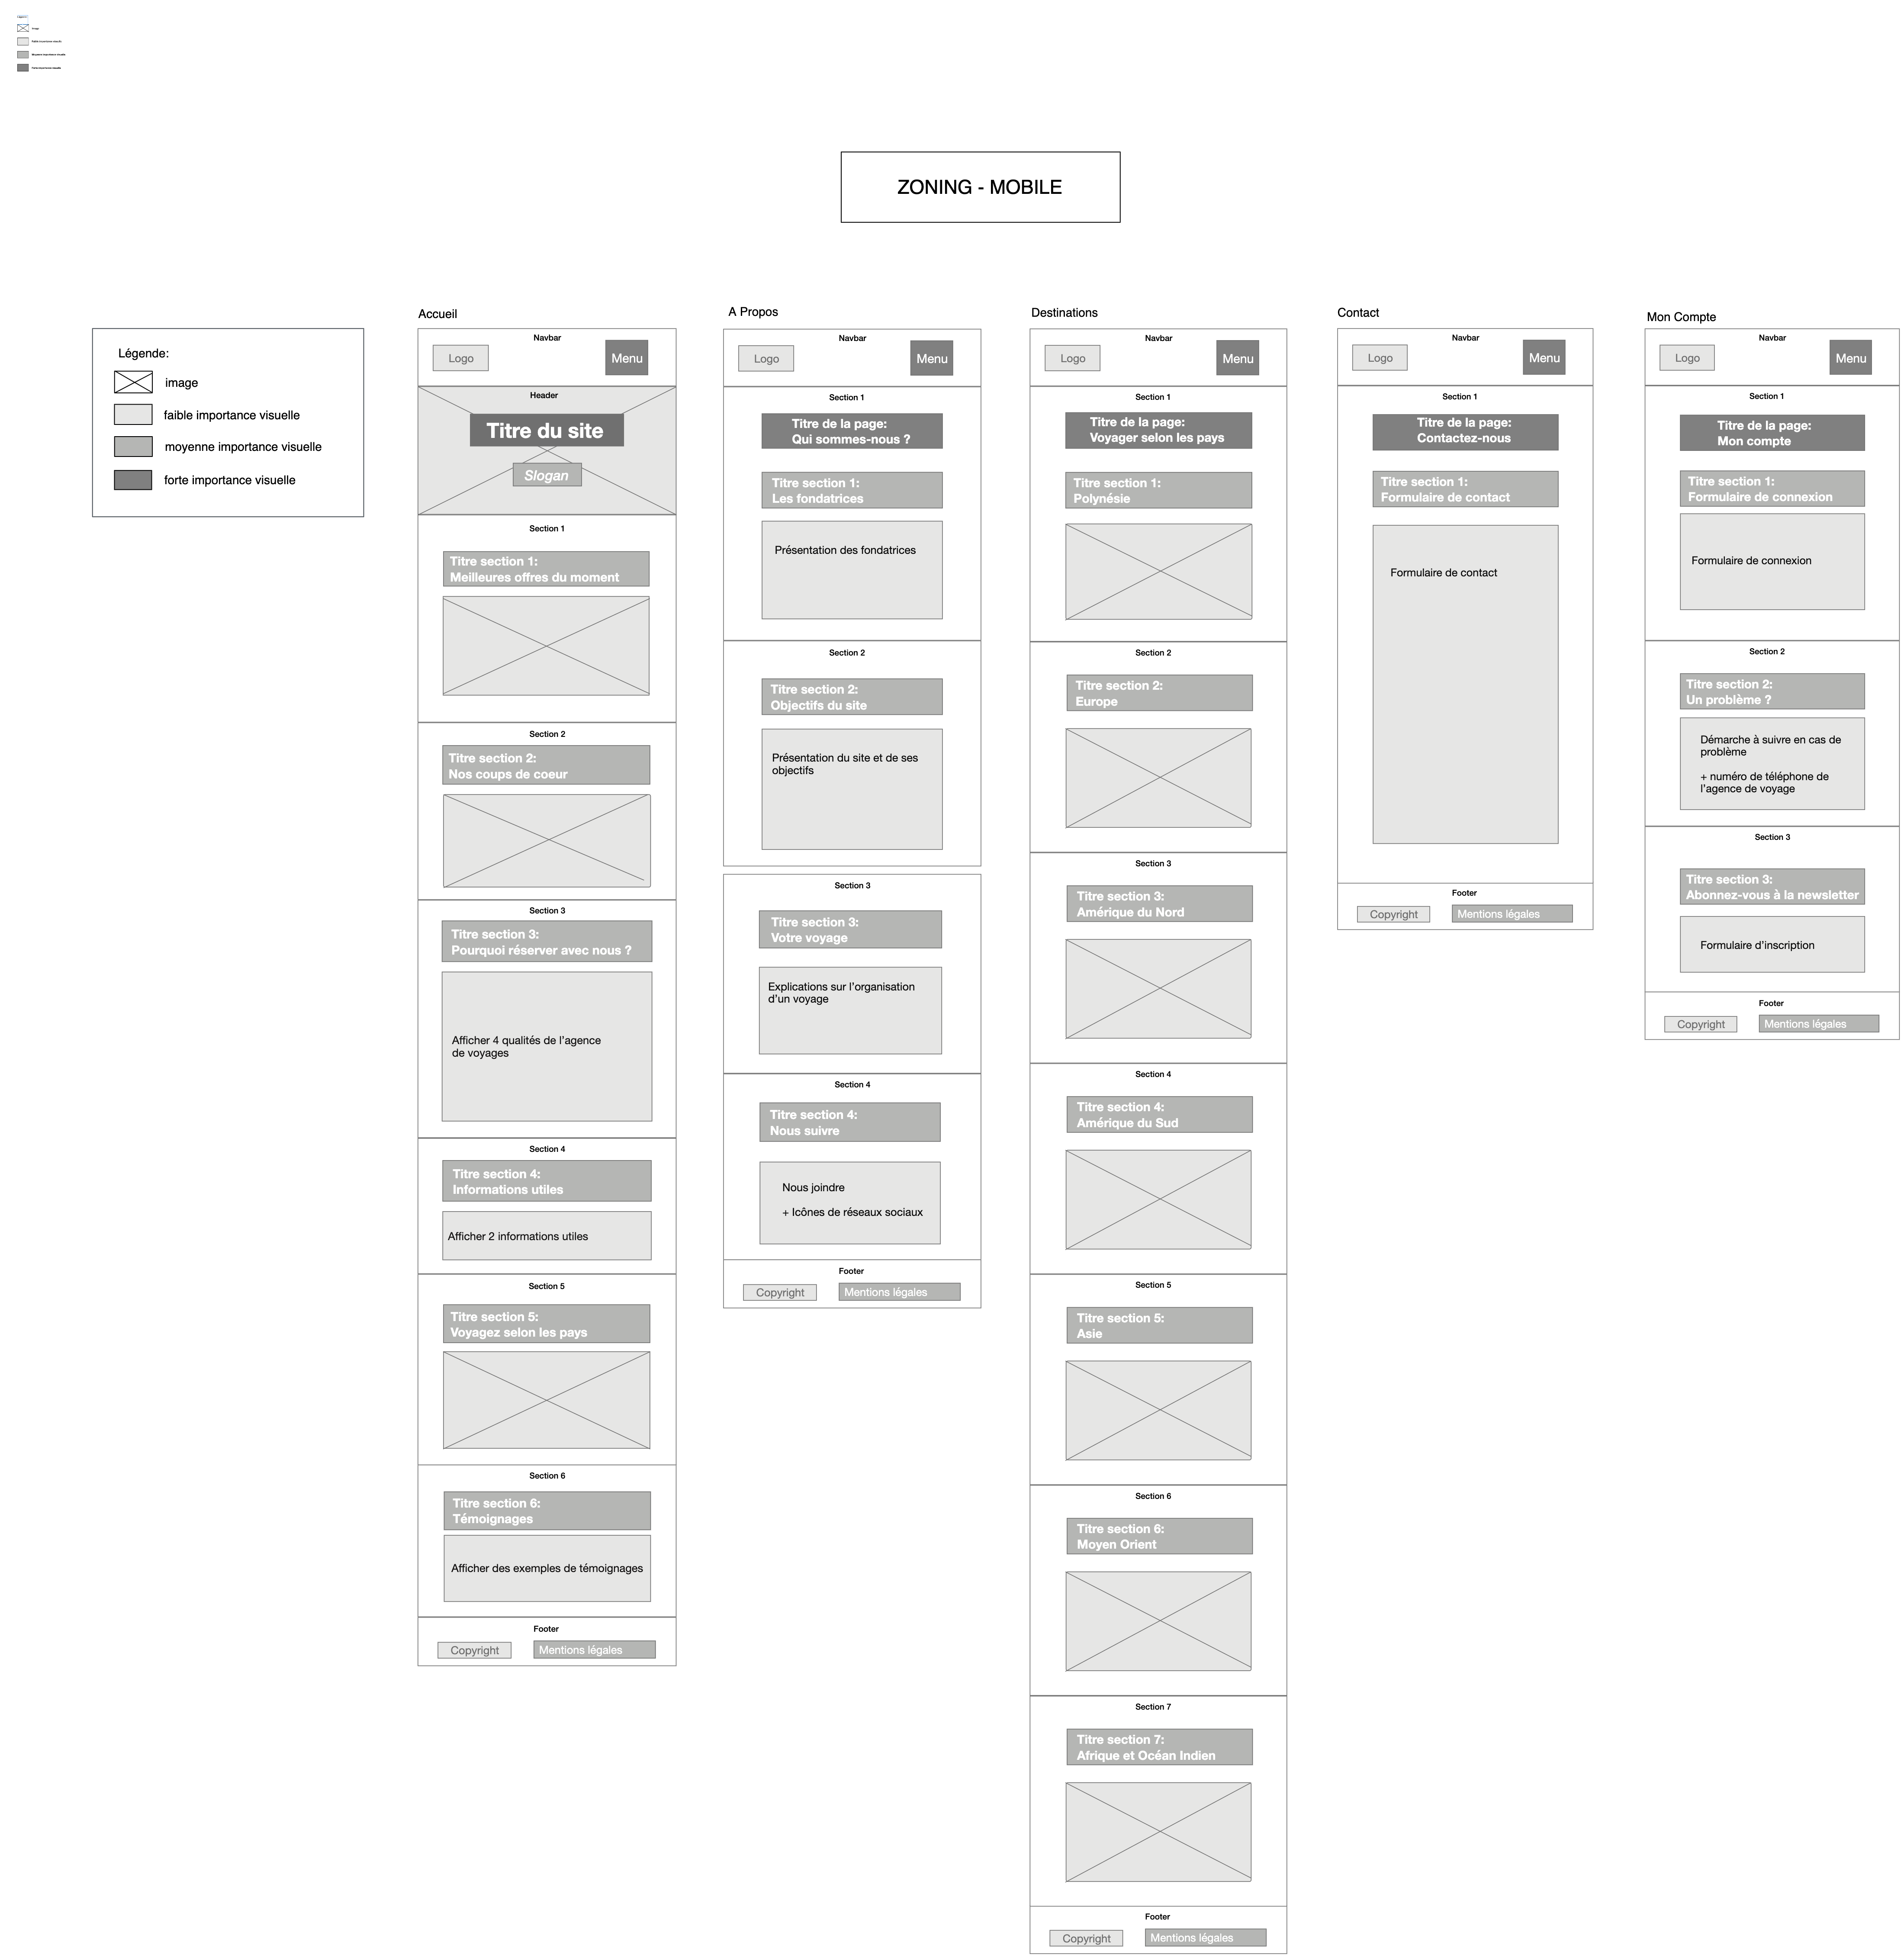 ZONING - MOBILE
Légende:
image
faible importance visuelle
moyenne importance visuelle
forte importance visuelle
Accueil
Navbar
Logo
Menu
Header
Titre du site
Slogan
Section 1
Titre section 1:
Meilleures offres du moment
Section 2
Titre section 2:
Nos coups de coeur
Section 3
Titre section 3:
Pourquoi réserver avec nous ?
Afficher 4 qualités de l'agence
de voyages
Section 4
Titre section 4:
Informations utiles
Afficher 2 informations utiles
Section 5
Titre section 5:
Voyagez selon les pays
Section 6
Titre section 6:
Témoignages
Afficher des exemples de témoignages
Footer
Copyright
Mentions légales
A Propos
Navbar
Logo
Menu
Section 1
Titre de la page:
Qui sommes-nous ?
Titre section 1:
Les fondatrices
Présentation des fondatrices
Section 2
Titre section 2:
Objectifs du site
Présentation du site et de ses
objectifs
Section 3
Titre section 3:
Votre voyage
Explications sur l'organisation
d'un voyage
Section 4
Titre section 4:
Nous suivre
Nous joindre
+ Icônes de réseaux sociaux
Footer
Copyright
Mentions légales
Destinations
Navbar
Logo
Menu
Section 1
Titre de la page:
Voyager selon les pays
Titre section 1:
Polynésie
Section 2
Titre section 2:
Europe
Section 3
Titre section 3:
Amérique du Nord
Section 4
Titre section 4:
Amérique du Sud
Section 5
Titre section 5:
Asie
Section 6
Titre section 6:
Moyen Orient
Section 7
Titre section 7:
Afrique et Océan Indien
Footer
Copyright
Mentions légales
Contact
Navbar
Logo
Menu
Section 1
Titre de la page:
Contactez-nous
Titre section 1:
Formulaire de contact
Formulaire de contact
Footer
Copyright
Mentions légales
Mon Compte
Navbar
Logo
Menu
Section 1
Titre de la page:
Mon compte
Titre section 1:
Formulaire de connexion
Formulaire de connexion
Section 2
Titre section 2:
Un problème ?
Démarche à suivre en cas de
problème
+ numéro de téléphone de
l'agence de voyage
Section 3
Titre section 3:
Abonnez-vous à la newsletter
Formulaire d'inscription
Footer
Copyright
Mentions légales